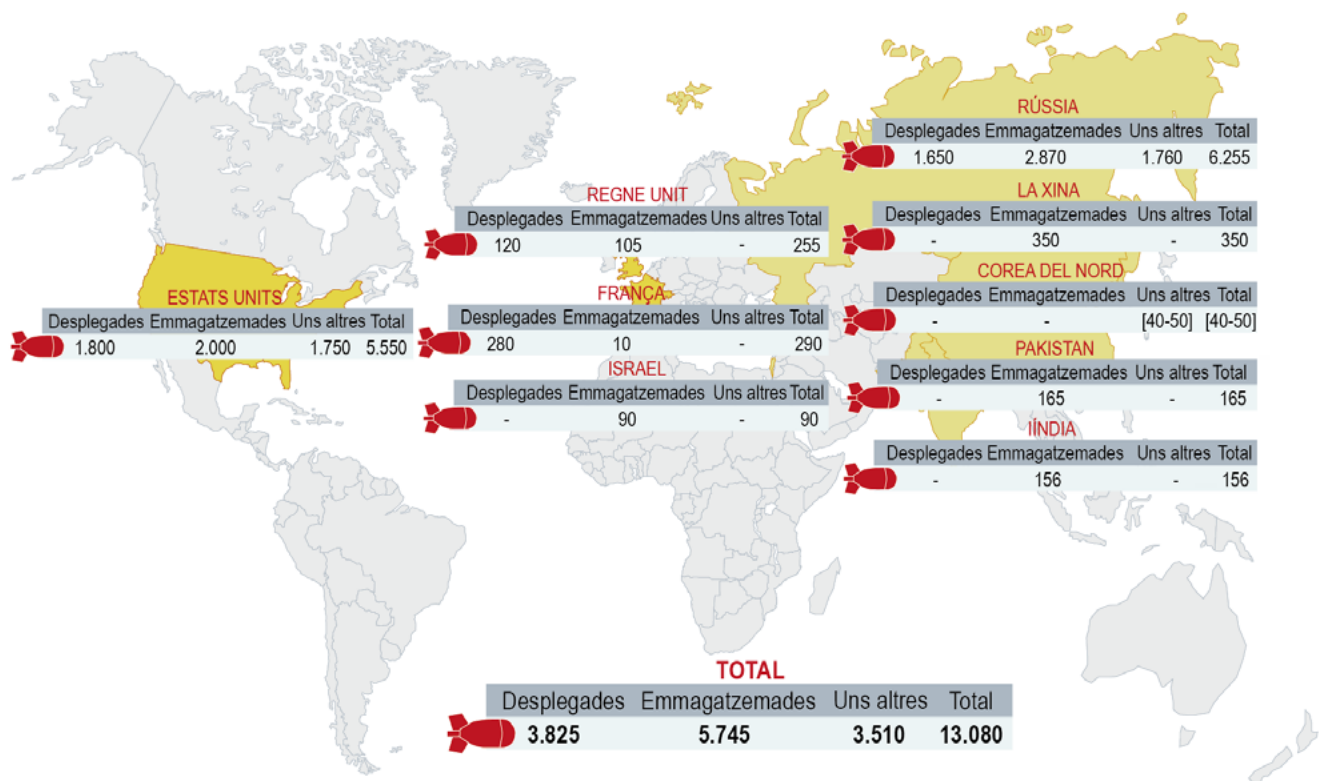 RÚSSIA
Desplegades Emmagatzemades Uns altres Total
1.650 2.870 1.760 6.255
REGNE UNIT
Desplegades Emmagatzemades Uns altres Total
120 105 - 255
LA XINA
Desplegades Emmagatzemades Uns altres Total
- 350 - 350
ESTATS UNITS
Desplegades Emmagatzemades Uns altres Total
1.800 2.000 1.750 5.550
FRANÇA
Desplegades Emmagatzemades Uns altres Total
280 10 - 290
COREA DEL NORD
Desplegades Emmagatzemades Uns altres Total
- - [40-50] [40-50]
ISRAEL
Desplegades Emmagatzemades Uns altres Total
- 90 - 90
PAKISTAN
Desplegades Emmagatzemades Uns altres Total
- 165 - 165
IÍNDIA
Desplegades Emmagatzemades Uns altres Total
- 156 - 156
TOTAL
Desplegades Emmagatzemades Uns altres Total
3.825 5.745 3.510 13.080